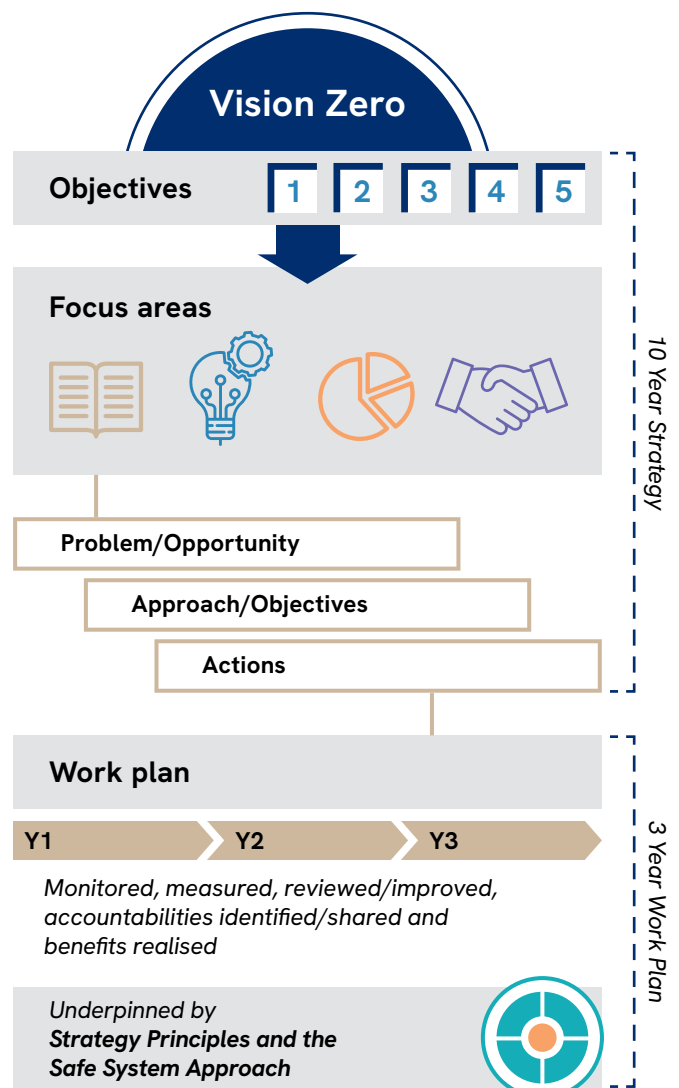 Vision Zero
Objectives
1 2 3 4 5
Focus areas
10 Year Strategy
Problem/Opportunity
Approach/Objectives
Actions
Work plan
Y1 Y2 Y3
3 Year Work Plan
Monitored, measured, reviewed/improved,
accountabilities identified/shared and
benefits realised
Underpinned by
Strategy Principles and the
Safe System Approach